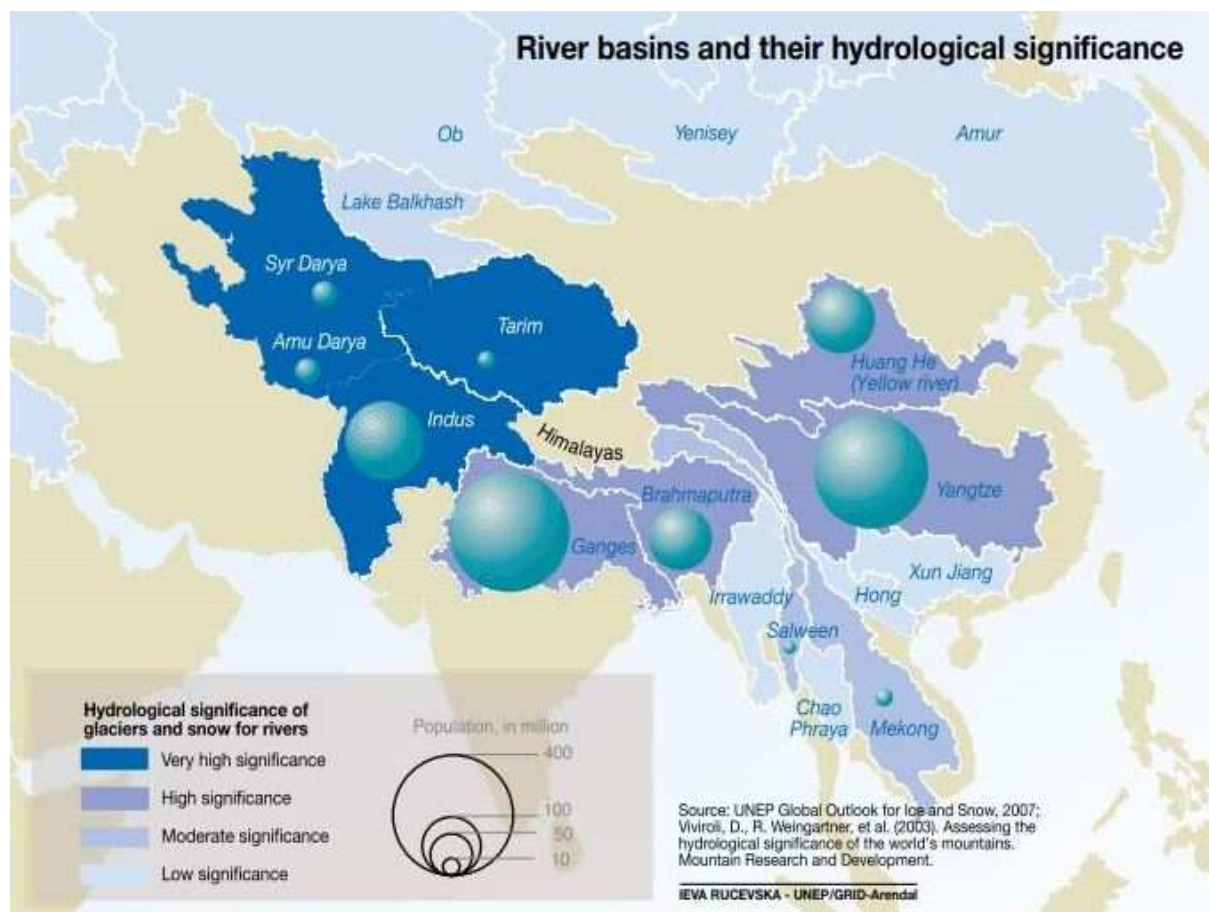 River basins and their hydrological significance
Ob
Yenisey
Amur
Lake Balkhash
Syr Darya
Tarim
Amu Darya
Huang He
(Yellow river)
Indus
Himalayas
Yangtze
Brahmaputra
Ganges
Xun Jiang
Irrawaddy
Hong
Salween
Chao
Phraya
Mekong
Hydrological significance of
glaciers and snow for rivers
Very high significance
High significance
Moderate significance
Low significance
Population, in million
400
100
50
10
Source: UNEP Global Outlook for Ice and Snow, 2007;
Viviroli, D., R. Weingartner, et al. (2003). Assessing the
hydrological significance of the world's mountains.
Mountain Research and Development.
IEVA RUCEVSKA - UNEP/GRID-Arendal